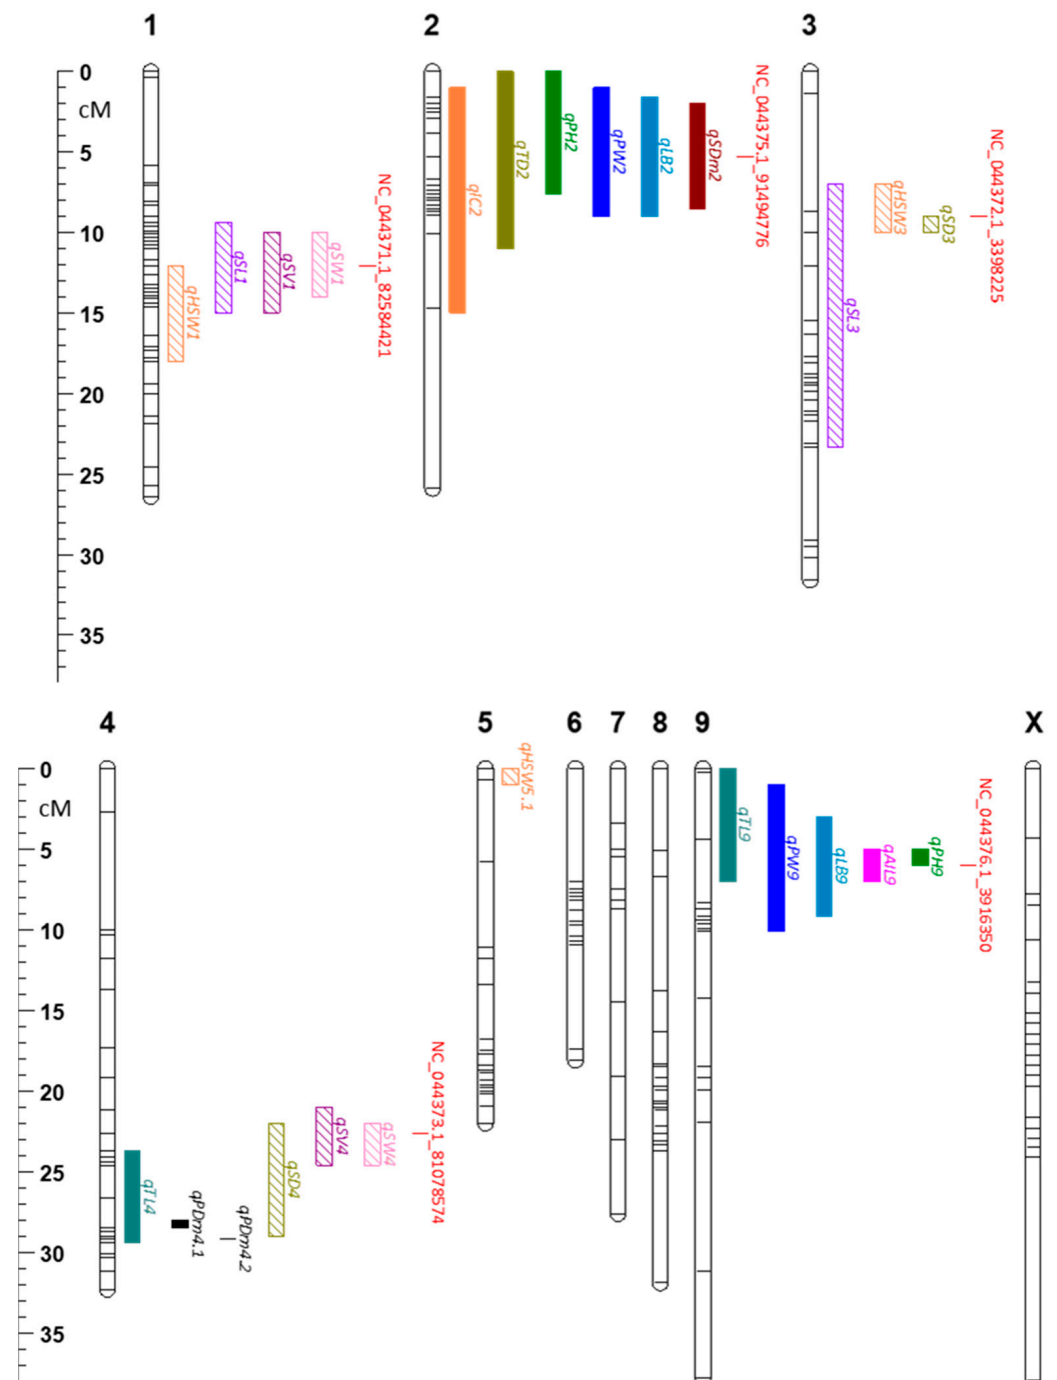 1
2
3
0
cM
5
10
15
20
25
30
35
qHSW1
qSL1
qSV1
qSW1
NC_044371.1_82584421
qIC2
qTD2
qPH2
qPW2
qLB2
qSDm2
NC_044375.1_91494776
qSL3
qHSW3
qSD3
NC_044372.1_3398225
4
5
6
7
8
9
X
0
cM
5
10
15
20
25
30
35
qTL4
qPDm4.1
qPDm4.2
qSD4
qSV4
qSW4
NC_044373.1_81078574
qHSW5.1
qTL9
qPW9
qLB9
qAIL9
qPH9
NC_044376.1_3916350